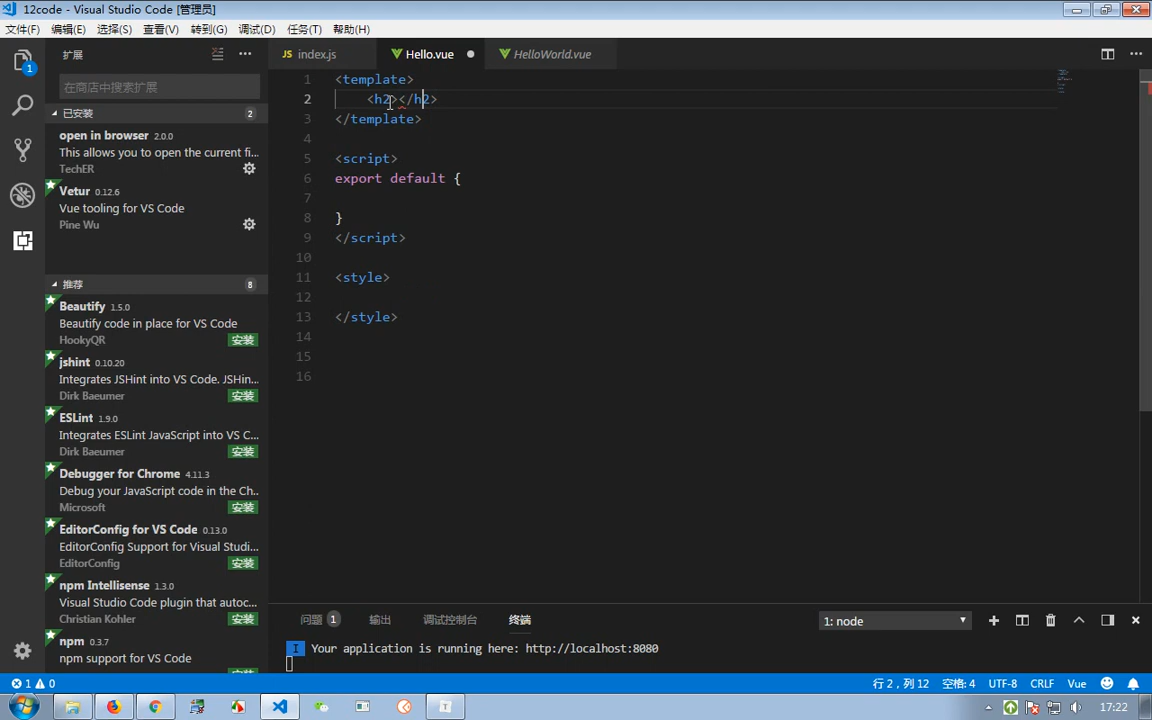 12code - Visual Studio Code [管理员]
文件(F) 编辑(E) 选择(S) 查看(V) 转到(G) 调试(D) 任务(T) 帮助(H)
扩展
在商店中搜索扩展
已安装 2
open in browser 2.0.0
This allows you to open the current fi...
TechER
Vetur 0.12.6
Vue tooling for VS Code
Pine Wu
推荐 8
Beautify 1.5.0
Beautify code in place for VS Code
HookyQR 安装
jshint 0.10.20
Integrates JSHint into VS Code. JSHin...
Dirk Baeumer 安装
ESLint 1.9.0
Integrates ESLint JavaScript into VS C...
Dirk Baeumer 安装
Debugger for Chrome 4.11.3
Debug your JavaScript code in the Ch...
Microsoft 安装
EditorConfig for VS Code 0.13.0
EditorConfig Support for Visual Studi...
EditorConfig 安装
npm Intellisense 1.3.0
Visual Studio Code plugin that autoc...
Christian Kohler 安装
npm 0.3.7
npm support for VS Code
1
JS index.js Hello.vue HelloWorld.vue
1 <template>
2 <h2></h2>
3 </template>
4
5 <script>
6 export default {
7
8 }
9 </script>
10
11 <style>
12
13 </style>
14
15
16
问题 1 输出 调试控制台 终端 1: node
I Your application is running here: http://localhost:8080
1 0 行 2，列 12 空格: 4 UTF-8 CRLF Vue
17:22